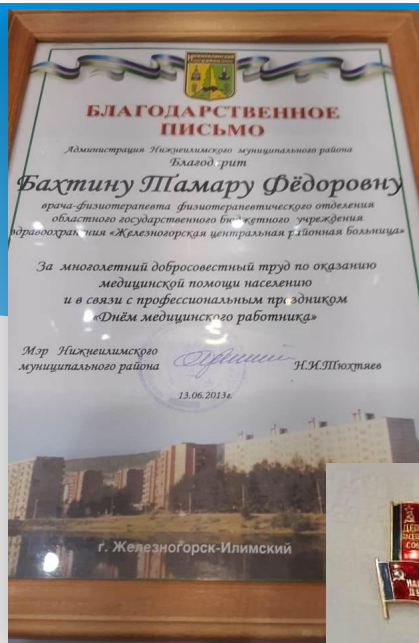 БЛАГОДАРСТВЕННОЕ
ПИСЬМО
Администрация Нижнеилимского муниципального района
Благодарит
Бахтину Тамару Фёдоровну
врача-физиотерапевта физиотерапевтического отделения
областного государственного бюджетного учреждения
здравоохранения «Железногорская центральная районная больница»
За многолетний добросовестный труд по оказанию
медицинской помощи населению
и в связи с профессиональным праздником
«Днём медицинского работника»
Мэр Нижнеилимского
муниципального района
Н.И.Тюхтяев
13.06.2013г.
г. Железногорск-Илимский